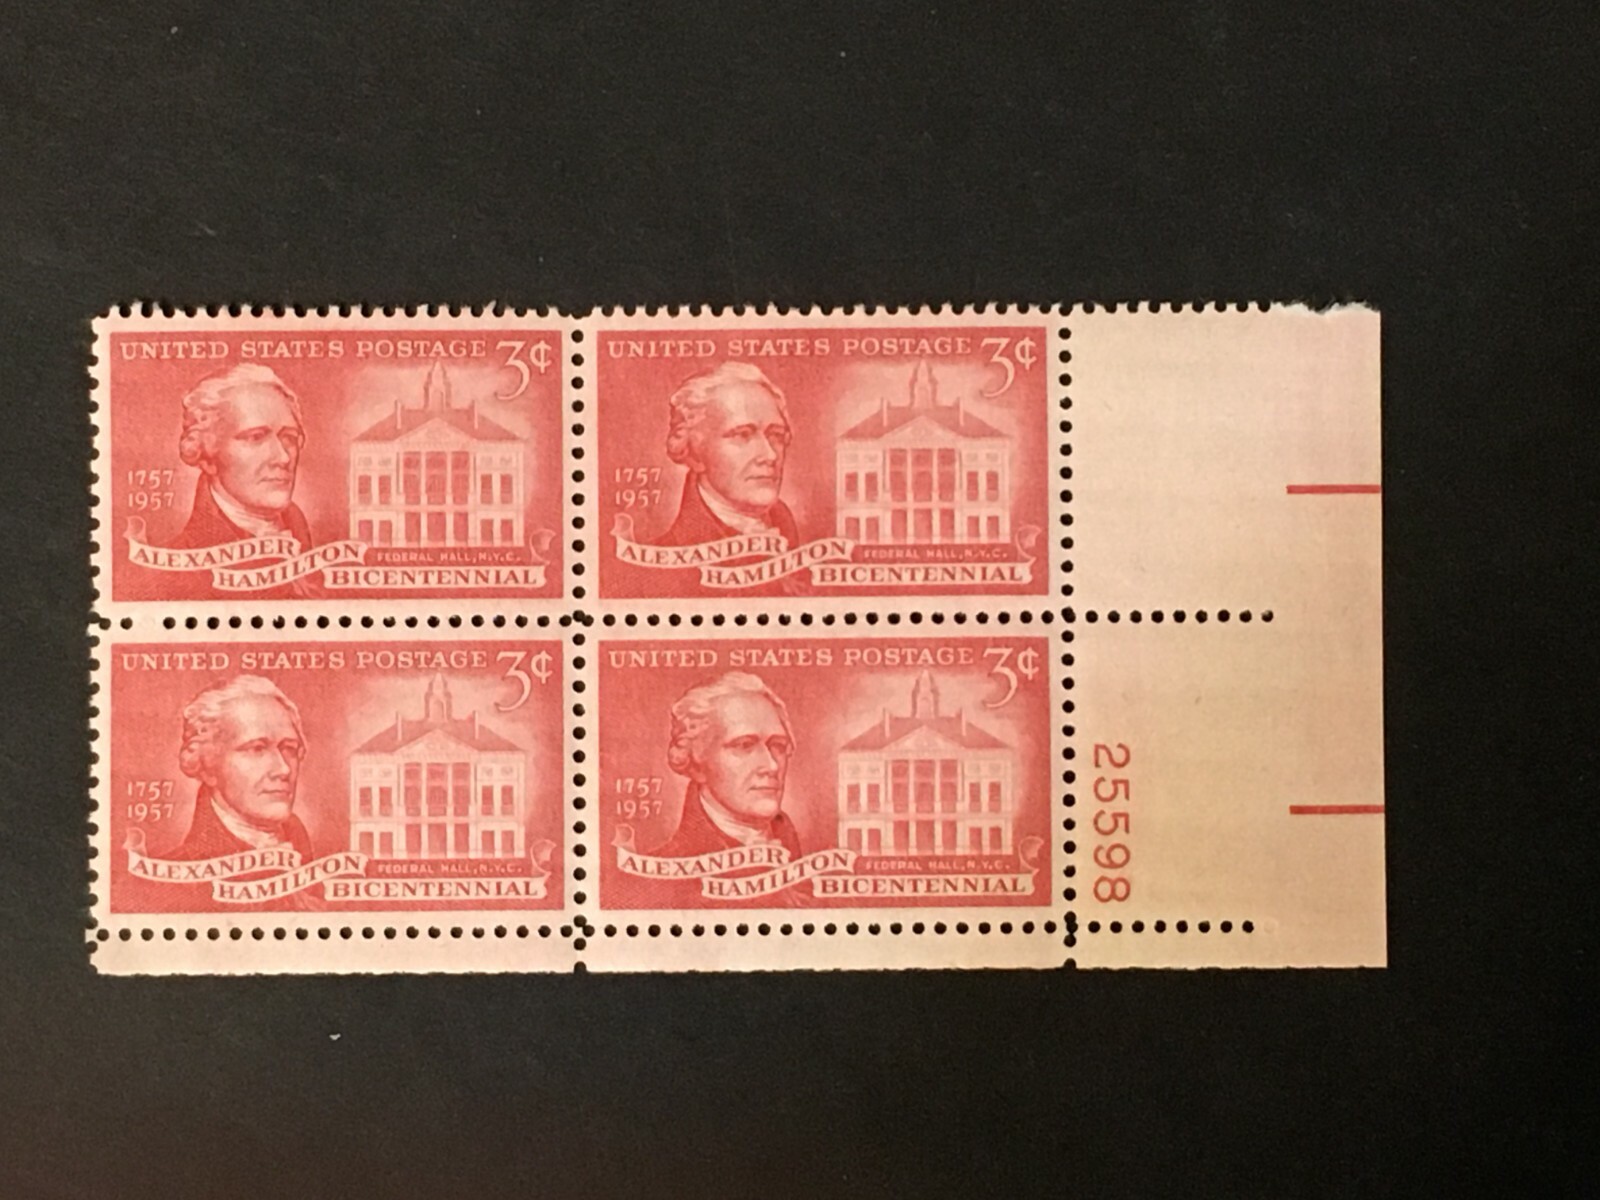 UNITED STATES POSTAGE 3¢
1757
1957
ALEXANDER
HAMILTON
FEDERAL HALL, N.Y.C.
BICENTENNIAL
UNITED STATES POSTAGE 3¢
1757
1957
ALEXANDER
HAMILTON
FEDERAL HALL, N.Y.C.
BICENTENNIAL
UNITED STATES POSTAGE 3¢
1757
1957
ALEXANDER
HAMILTON
FEDERAL HALL, N.Y.C.
BICENTENNIAL
UNITED STATES POSTAGE 3¢
1757
1957
ALEXANDER
HAMILTON
FEDERAL HALL, N.Y.C.
BICENTENNIAL
25598